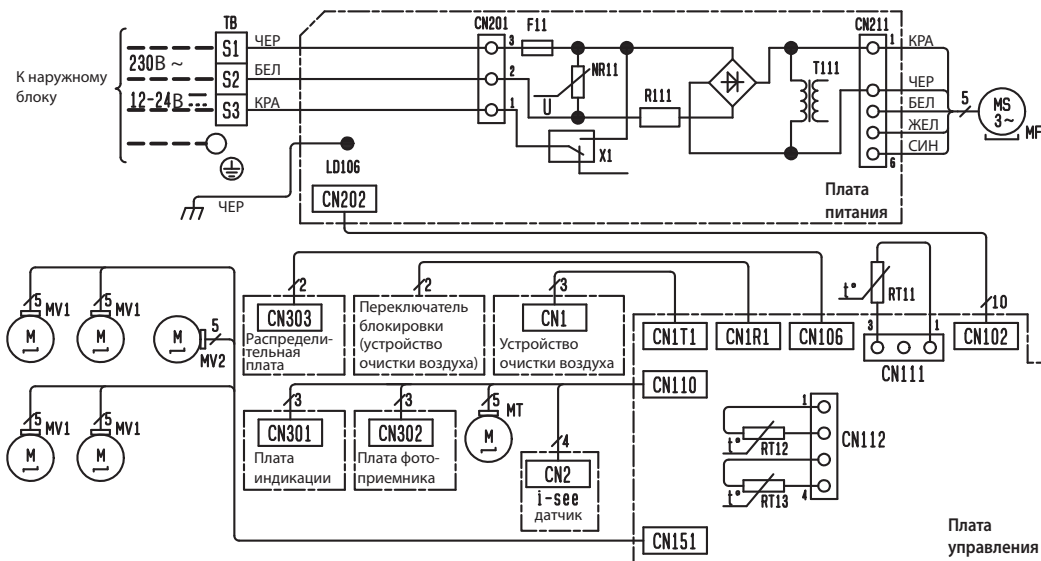 К наружному
блоку
230В ~
12-24В
TB
S1
S2
S3
ЧЕР
БЕЛ
КРА
CN201
3
2
1
F11
NR11
U
R111
X1
T111
CN211
1
6
КРА
ЧЕР
БЕЛ
ЖЕЛ
СИН
5
MS
3~
MF
LD106
ЧЕР
CN202
Плата
питания
5
MV1
M
5
MV1
M
5
MV2
M
5
MV1
M
5
MV1
M
2
CN303
Распредели-
тельная
плата
2
Переключатель
блокировки
(устройство
очистки воздуха)
3
CN1
Устройство
очистки воздуха
CN1T1
CN1R1
CN106
t°
RT11
3
1
CN111
10
CN102
3
CN301
Плата
индикации
3
CN302
Плата фото-
приемника
5
MT
M
4
CN2
i-see
датчик
CN110
CN151
1
4
CN112
t°
RT12
t°
RT13
Плата
управления